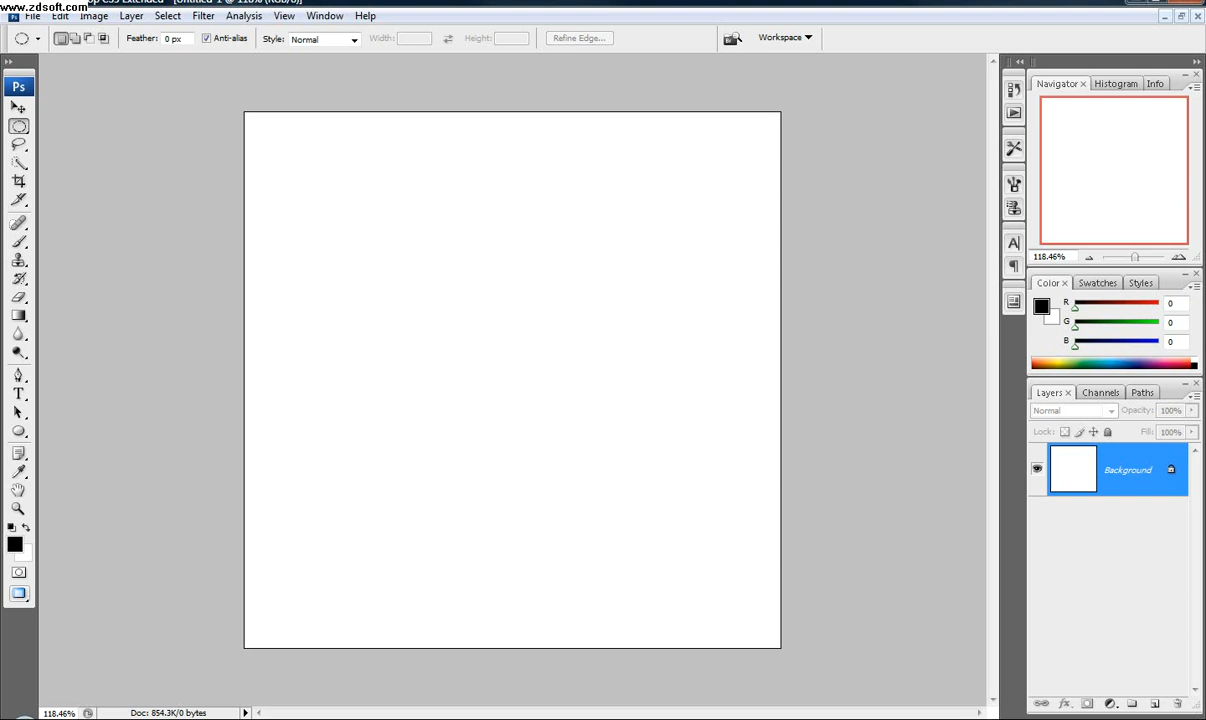 www.zdsoft.com
File Edit Image Layer Select Filter Analysis View Window Help
Feather: 0 px Anti-alias Style: Normal Width: Height: Refine Edge... Workspace
Ps
Navigator Histogram Info
118.46%
Color Swatches Styles
R 0
G 0
B 0
Layers Channels Paths
Normal Opacity: 100%
Lock: Fill: 100%
Background
118.46% Doc: 854.3K/0 bytes